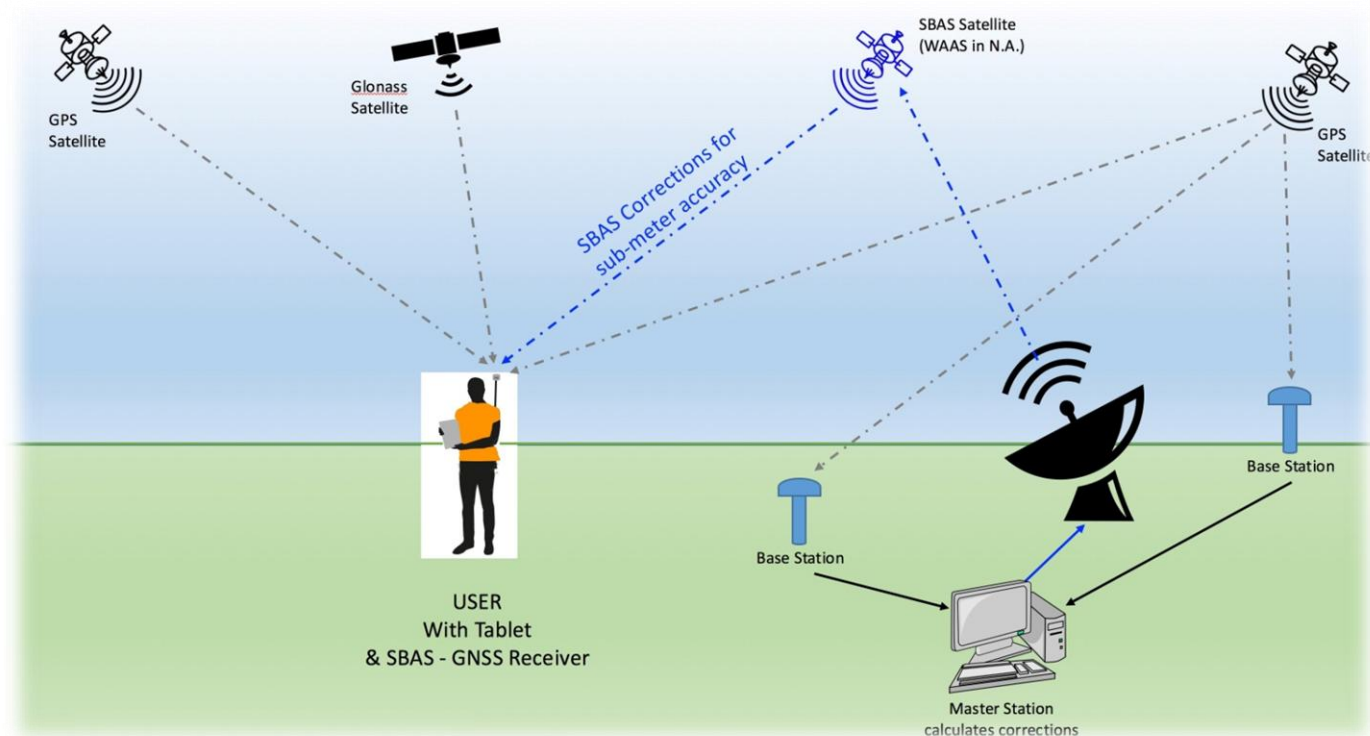 SBAS Satellite
(WAAS in N.A.)
GPS
Satellite
Glonass
Satellite
GPS
Satellite
SBAS Corrections for
sub-meter accuracy
Base Station
Base Station
USER
With Tablet
& SBAS - GNSS Receiver
Master Station
calculates corrections